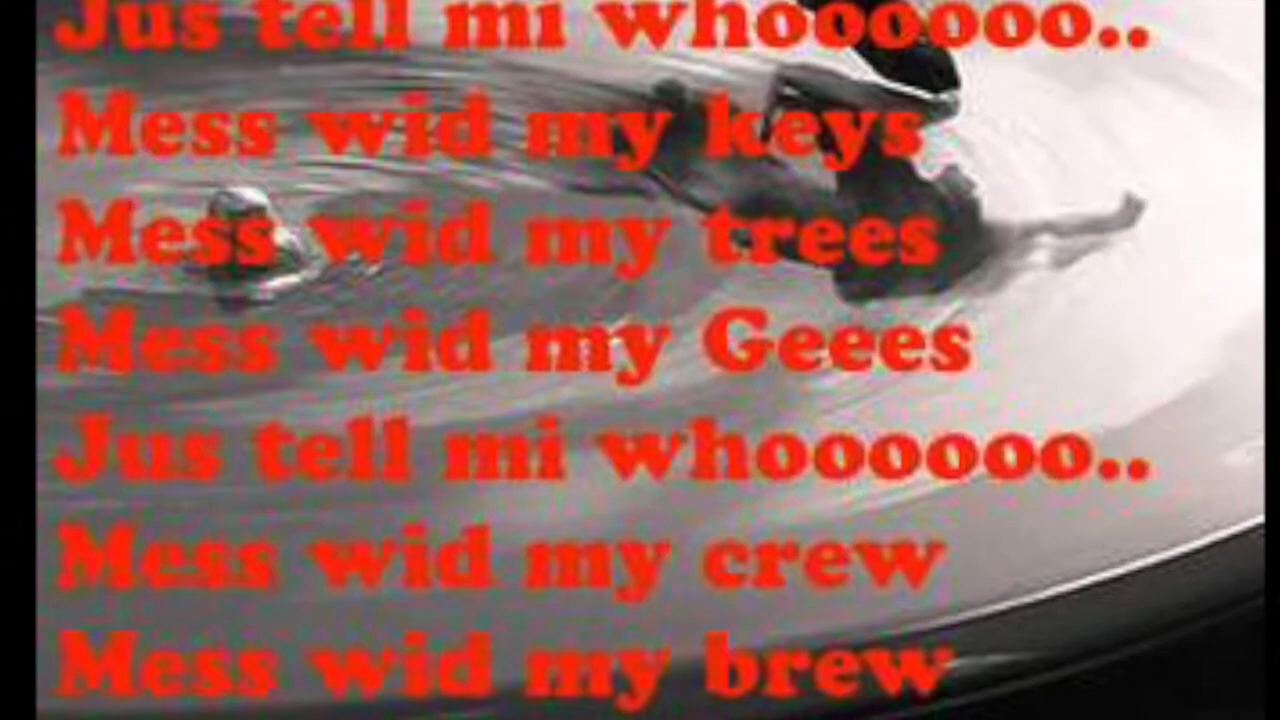 Jus tell mi whoooooo..
Mess wid my keys
Mess wid my trees
Mess wid my Geees
Jus tell mi whoooooo..
Mess wid my crew
Mess wid my brew